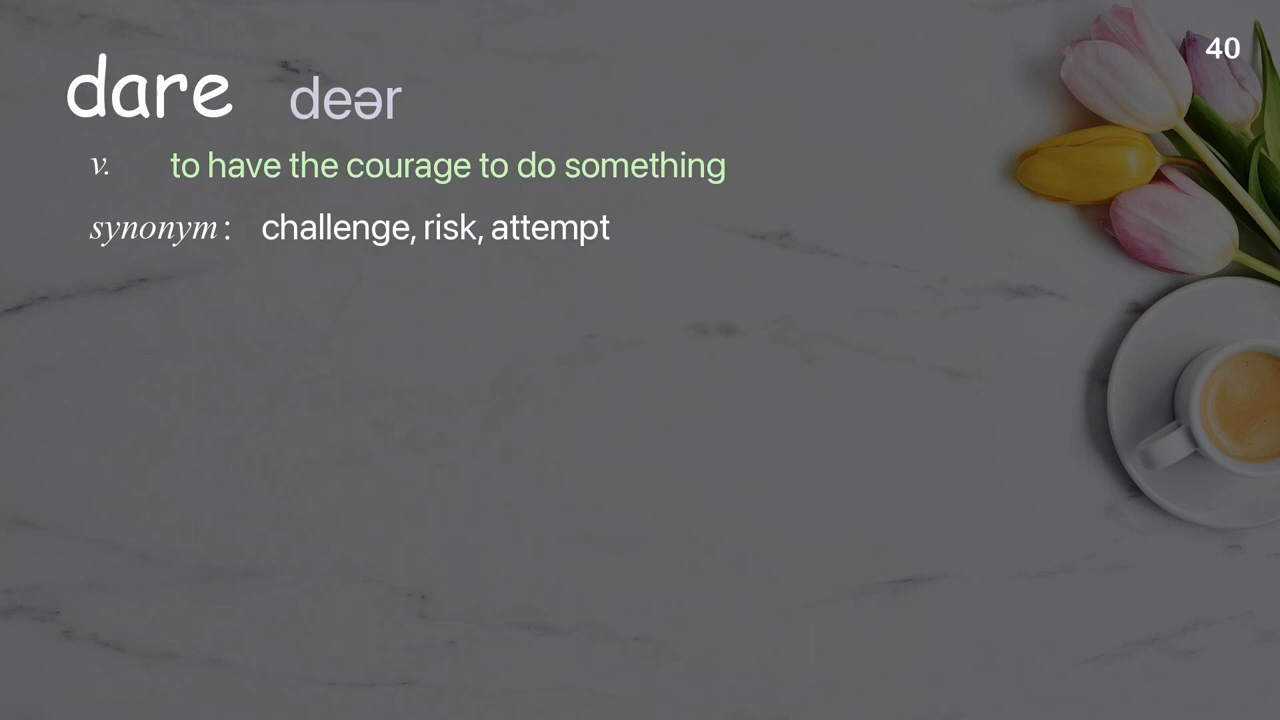 40
dare deər
v. to have the courage to do something
synonym: challenge, risk, attempt